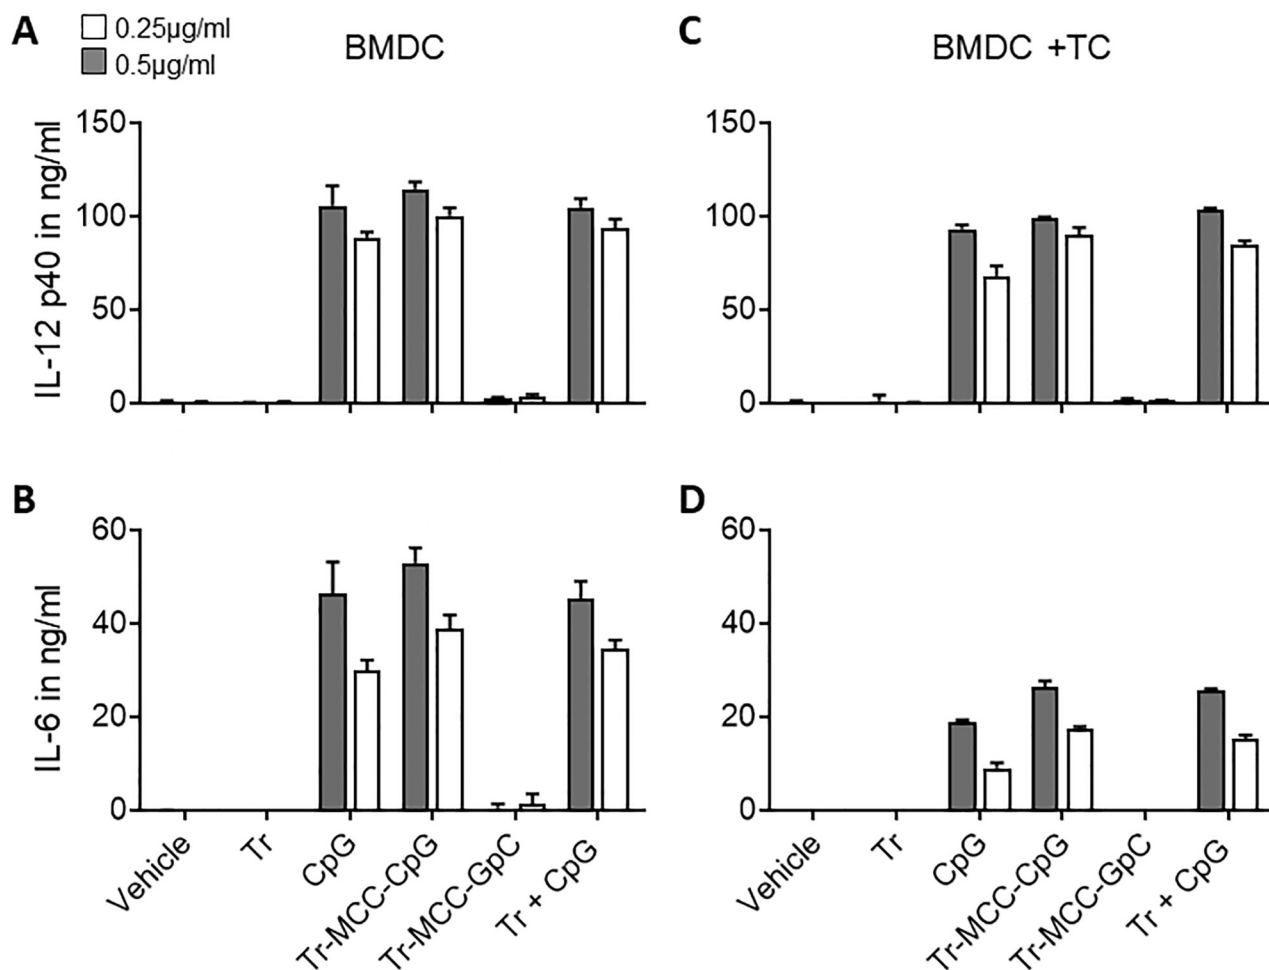 A
0.25µg/ml
0.5µg/ml
BMDC
IL-12 p40 in ng/ml
150
100
50
0
C
BMDC +TC
150
100
50
0
B
IL-6 in ng/ml
60
40
20
0
Vehicle
Tr
CpG
Tr-MCC-CpG
Tr-MCC-GpC
Tr + CpG
D
60
40
20
0
Vehicle
Tr
CpG
Tr-MCC-CpG
Tr-MCC-GpC
Tr + CpG